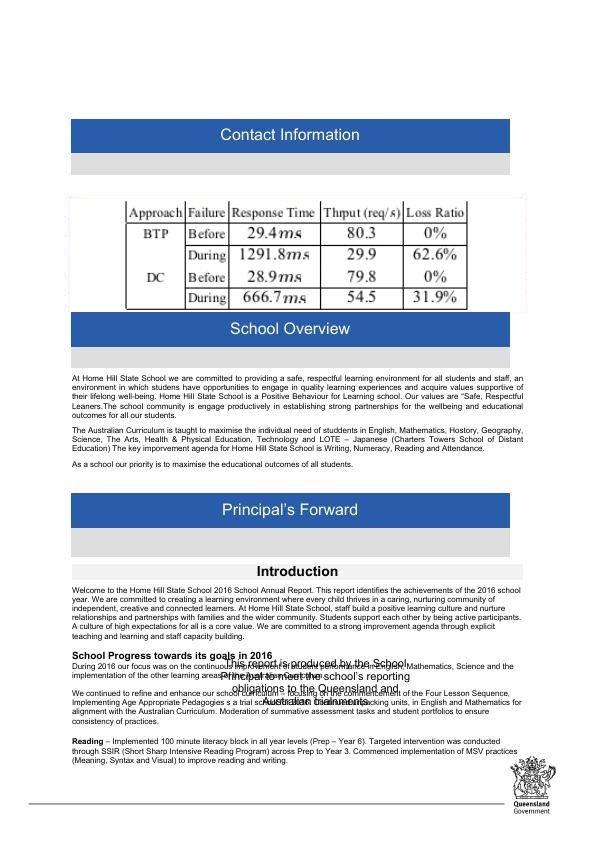 Contact Information
Approach Failure Response Time Thrput (req/s) Loss Ratio
BTP Before 29.4ms 80.3 0%
During 1291.8ms 29.9 62.6%
DC Before 28.9ms 79.8 0%
During 666.7ms 54.5 31.9%
School Overview
At Home Hill State School we are committed to providing a safe, respectful learning environment for all students and staff, an
environment in which studens have opportunities to engage in quality learning experiences and acquire values supportive of
their lifelong well-being. Home Hill State School is a Positive Behaviour for Learning school. Our values are “Safe, Respectful
Leaners.The school community is engage productively in establishing strong partnerships for the wellbeing and educational
outcomes for all our students.
The Australian Curriculum is taught to maximise the individual need of students in English, Mathematics, Hostory, Geography,
Science, The Arts, Health & Physical Education, Technology and LOTE – Japanese (Charters Towers School of Distant
Education) The key imporvement agenda for Home Hill State School is Writing, Numeracy, Reading and Attendance.
As a school our priority is to maximise the educational outcomes of all students.
Principal’s Forward
Introduction
Welcome to the Home Hill State School 2016 School Annual Report. This report identifies the achievements of the 2016 school
year. We are committed to creating a learning environment where every child thrives in a caring, nurturing community of
independent, creative and connected learners. At Home Hill State School, staff build a positive learning culture and nurture
relationships and partnerships with families and the wider community. Students support each other by being active participants.
A culture of high expectations for all is a core value. We are committed to a strong improvement agenda through explicit
teaching and learning and staff capacity building.
School Progress towards its goals in 2016
This report is produced by the School
During 2016 our focus was on the continuous improvement of student performance in English, Mathematics, Science and the
Principal to meet the school’s reporting
implementation of the other learning areas of the Australian Curriculum.
obligations to the Queensland and
We continued to refine and enhance our school curriculum – focusing on the commencement of the Four Lesson Sequence,
Australian
Implementing Age Appropriate Pedagogies s a trial school units, in English and Mathematics for
alignment with the Australian Curriculum. Moderation of summative assessment tasks and student portfolios to ensure
consistency of practices.
Reading – Implemented 100 minute literacy block in all year levels (Prep – Year 6). Targeted intervention was conducted
through SSIR (Short Sharp Intensive Reading Program) across Prep to Year 3. Commenced implementation of MSV practices
(Meaning, Syntax and Visual) to improve reading and writing.
Queensland
Government